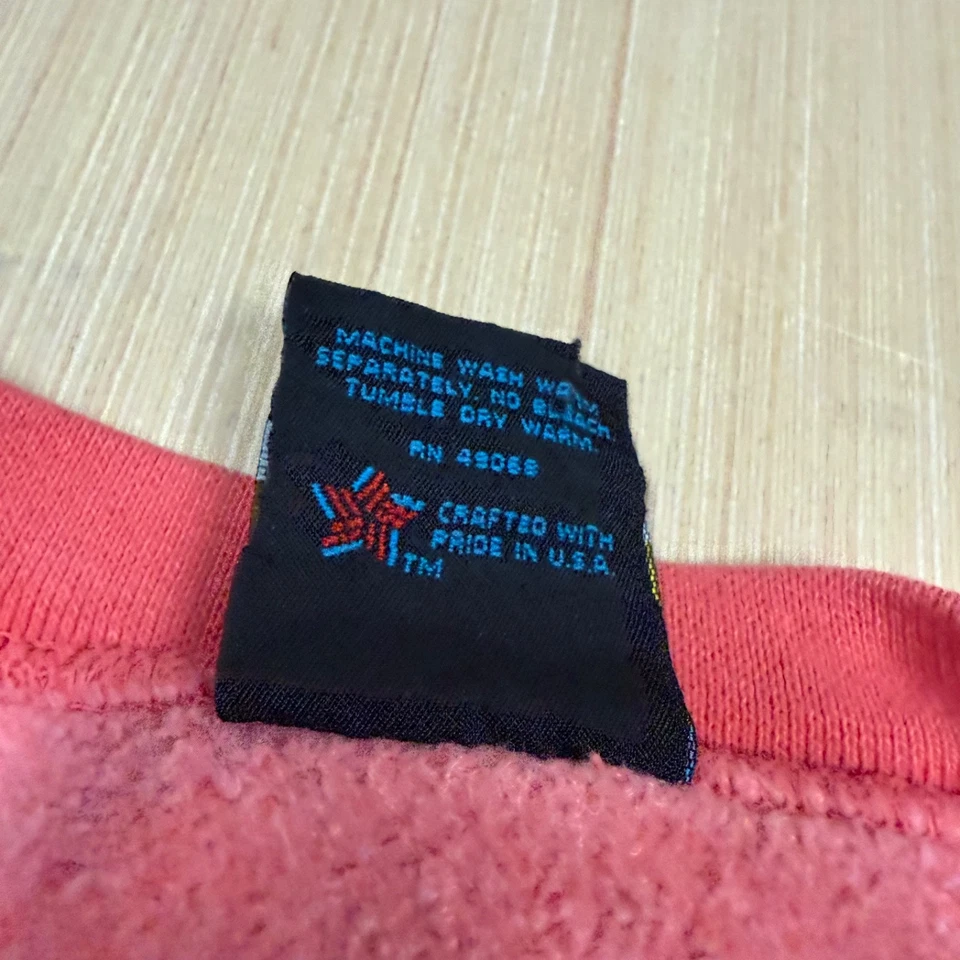 MACHINE WASH WARM
SEPARATELY, NO BLEACH
TUMBLE DRY WARM.
RN 49068
CRAFTED WITH
PRIDE IN U.S.A.
TM